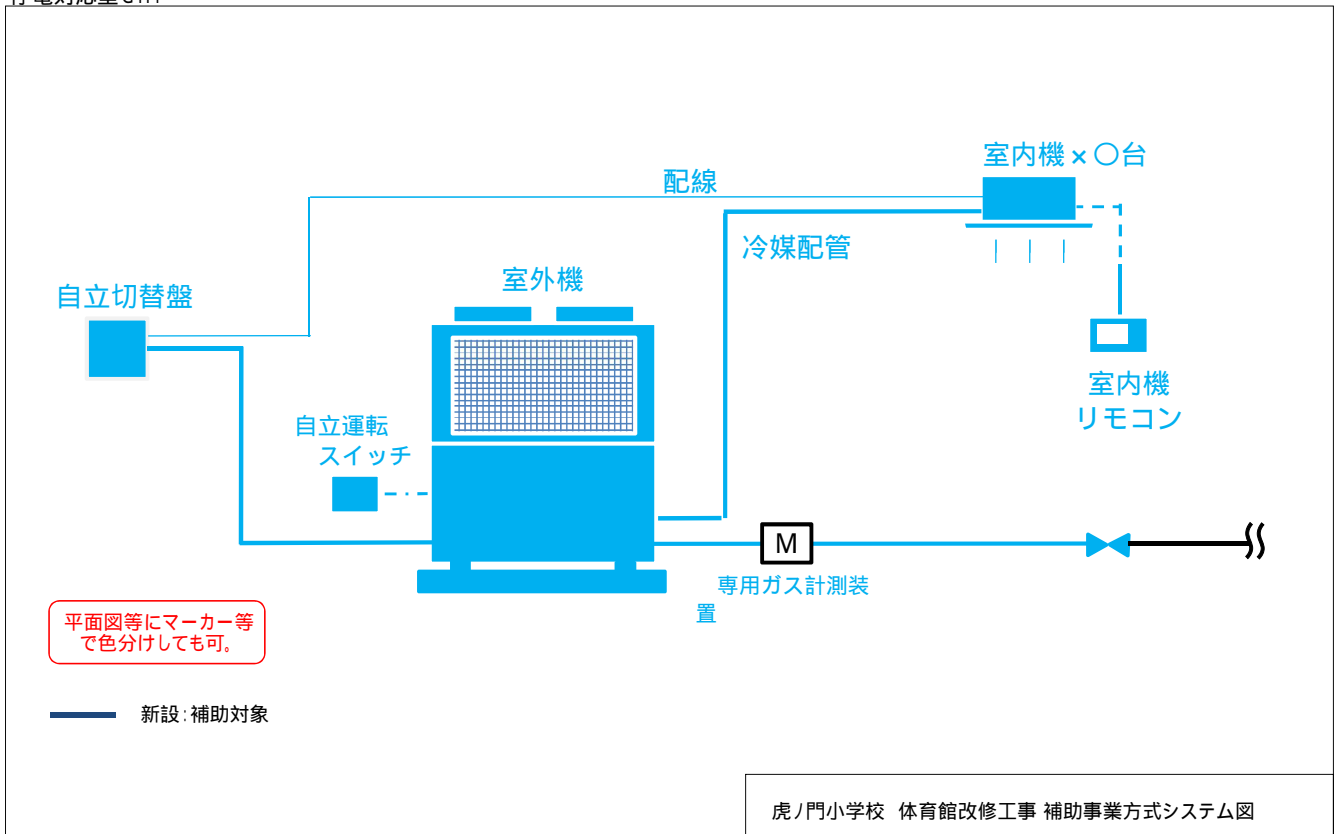 室内機×〇台
配線
冷媒配管
室外機
自立切替盤
室内機
リモコン
自立運転
スイッチ
M
専用ガス計測装
置
平面図等にマーカー等
で色分けしても可。
新設:補助対象
虎ノ門小学校 体育館改修工事 補助事業方式システム図